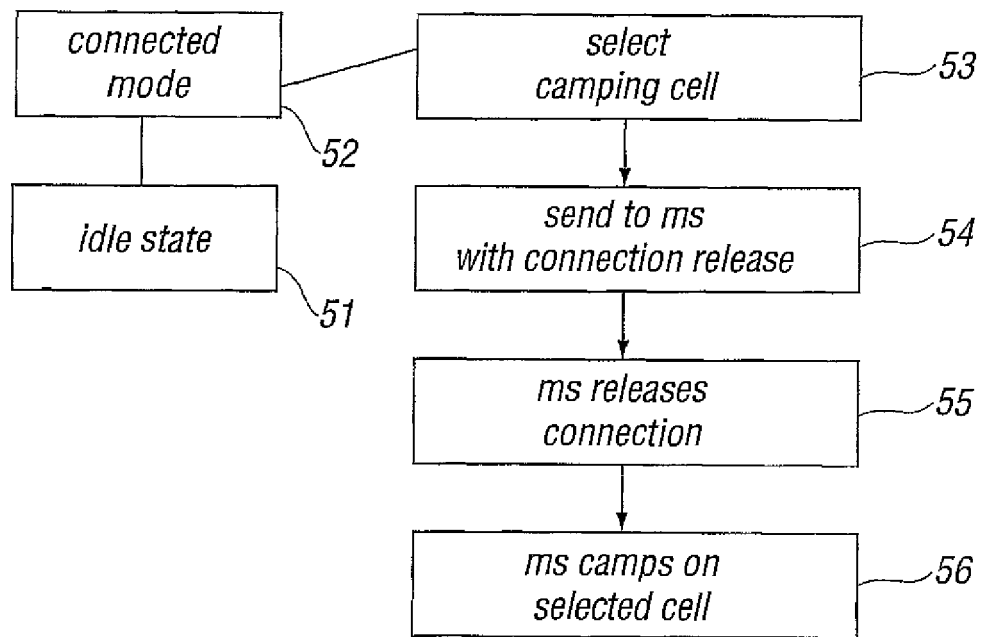 connected
mode
52
idle state
51
select
camping cell
53
send to ms
with connection release
54
ms releases
connection
55
ms camps on
selected cell
56